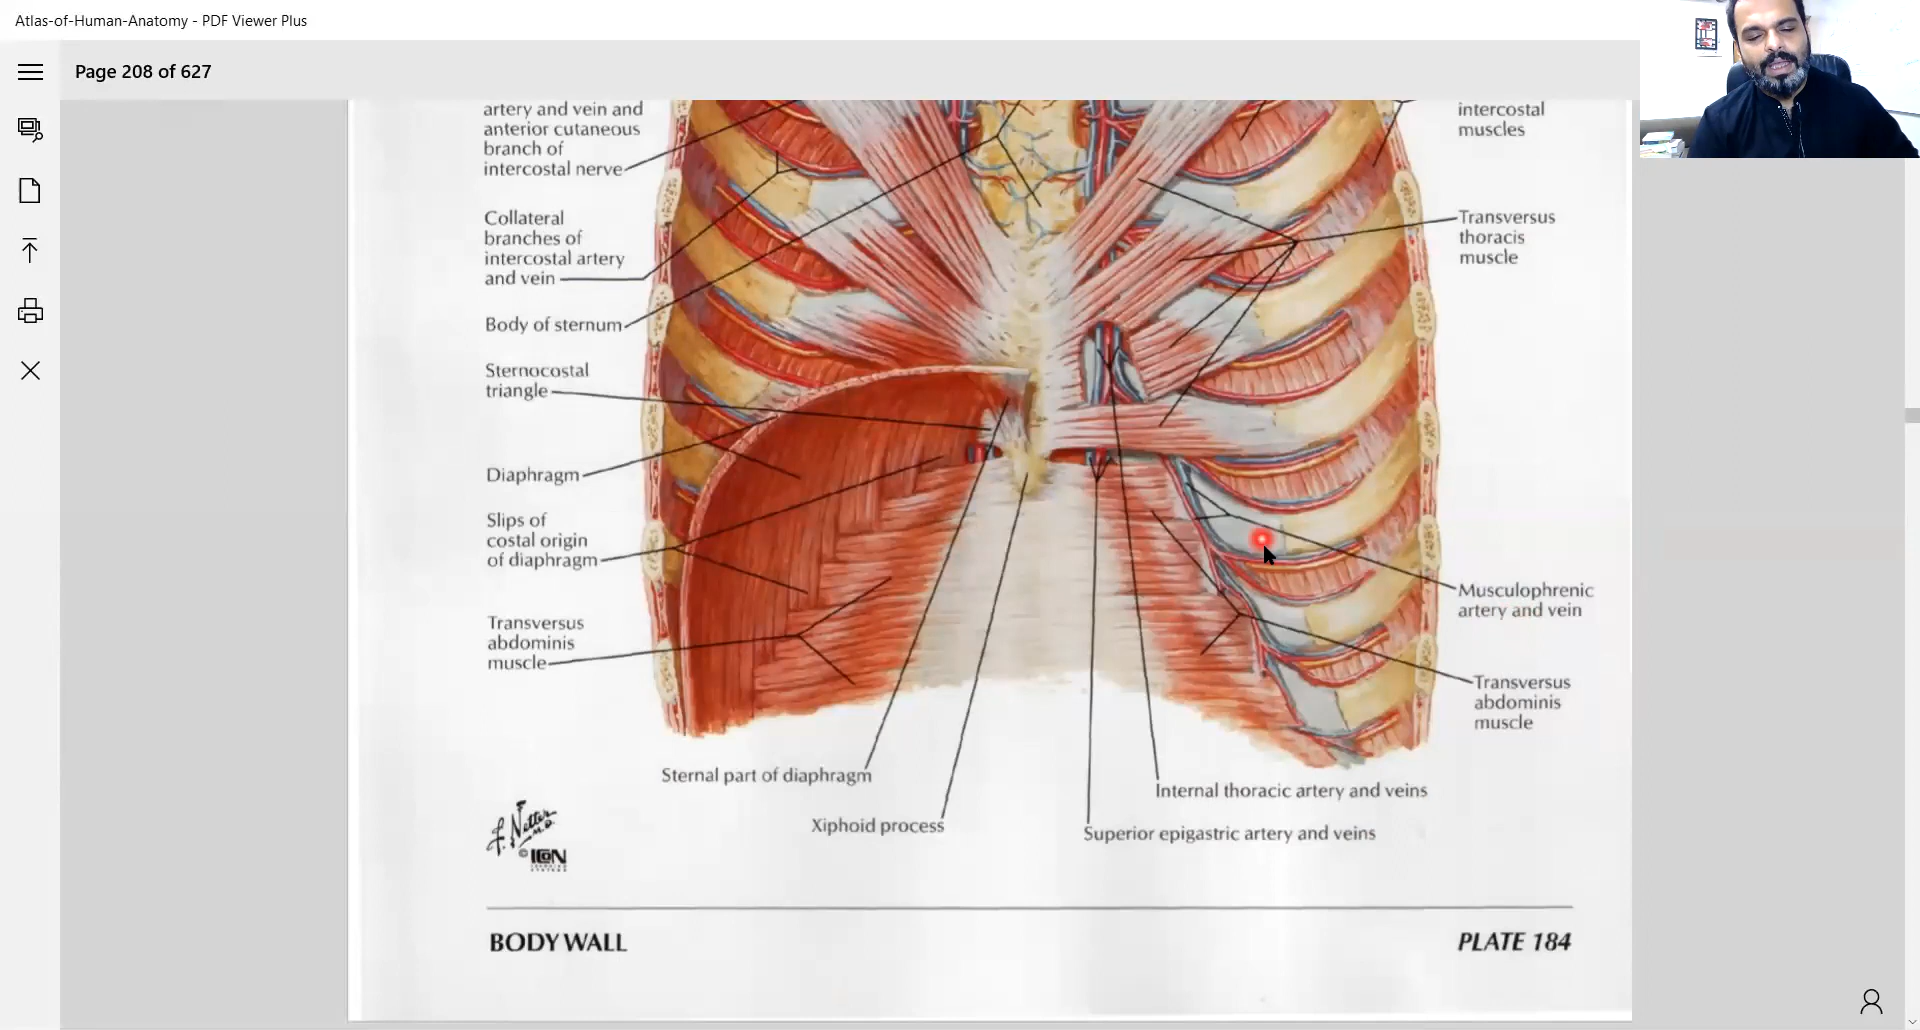 Atlas-of-Human-Anatomy - PDF Viewer Plus
Page 208 of 627
artery and vein and
anterior cutaneous
branch of
intercostal nerve
Collateral
branches of
intercostal artery
and vein
Body of sternum
Sternocostal
triangle
Diaphragm
Slips of
costal origin
of diaphragm
Transversus
abdominis
muscle
intercostal
muscles
Transversus
thoracis
muscle
Musculophrenic
artery and vein
Transversus
abdominis
muscle
Sternal part of diaphragm
Xiphoid process
Internal thoracic artery and veins
Superior epigastric artery and veins
F. Netter
M.D.
© ICON
BODY WALL
PLATE 184